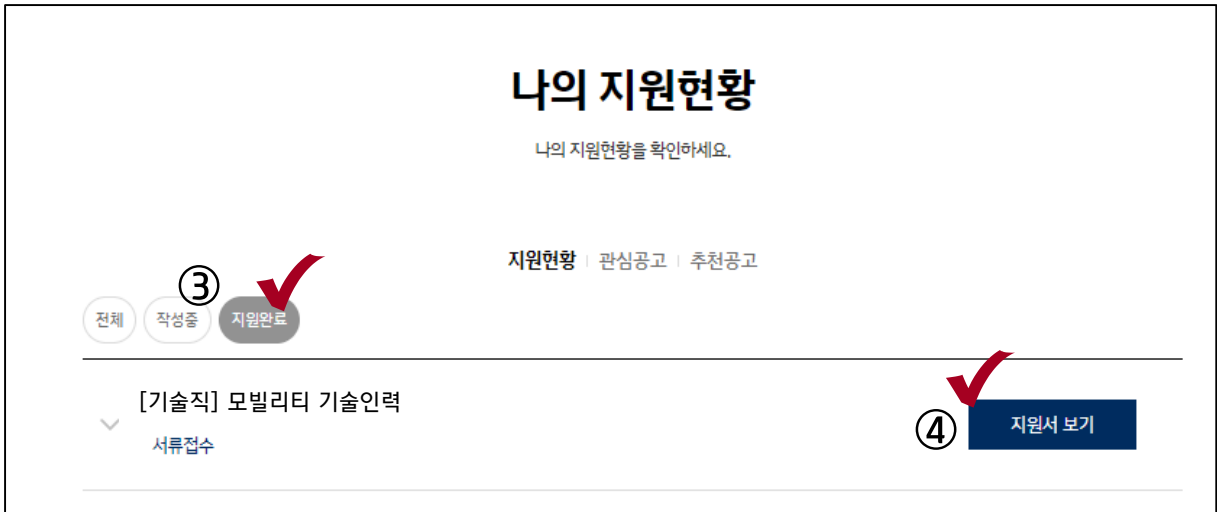 나의 지원현황
나의 지원현황을 확인하세요.
지원현황 | 관심공고 | 추천공고
③
전체 작성중 지원완료
[기술직] 모빌리티 기술인력
서류접수
④ 지원서 보기